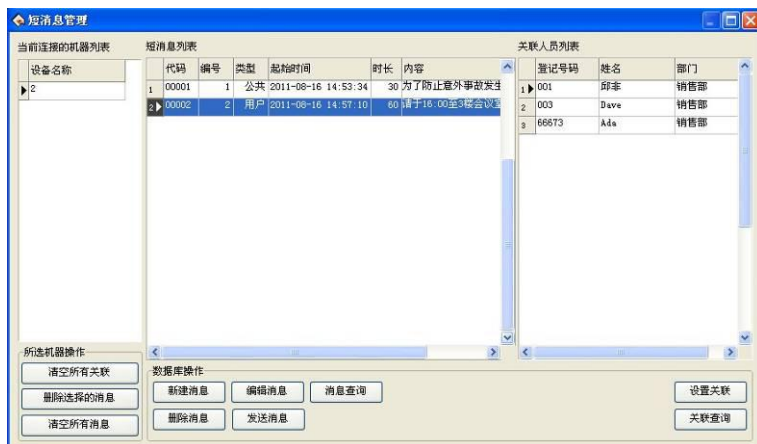 短消息管理
当前连接的机器列表 短消息列表 关联人员列表
设备名称 代码 编号 类型 起始时间 时长 内容 登记号码 姓名 部门
2
1 00001 1 公共 2011-08-16 14:53:34 30 为了防止意外事故发生
2 00002 2 用户 2011-08-16 14:57:10 60 请于16:00至3楼会议室
1 001 邱非 销售部
2 003 Dave 销售部
3 66673 Ada 销售部
所选机器操作
清空所有关联
删除选择的消息
清空所有消息
数据库操作
新建消息 编辑消息 消息查询 设置关联
删除消息 发送消息 关联查询